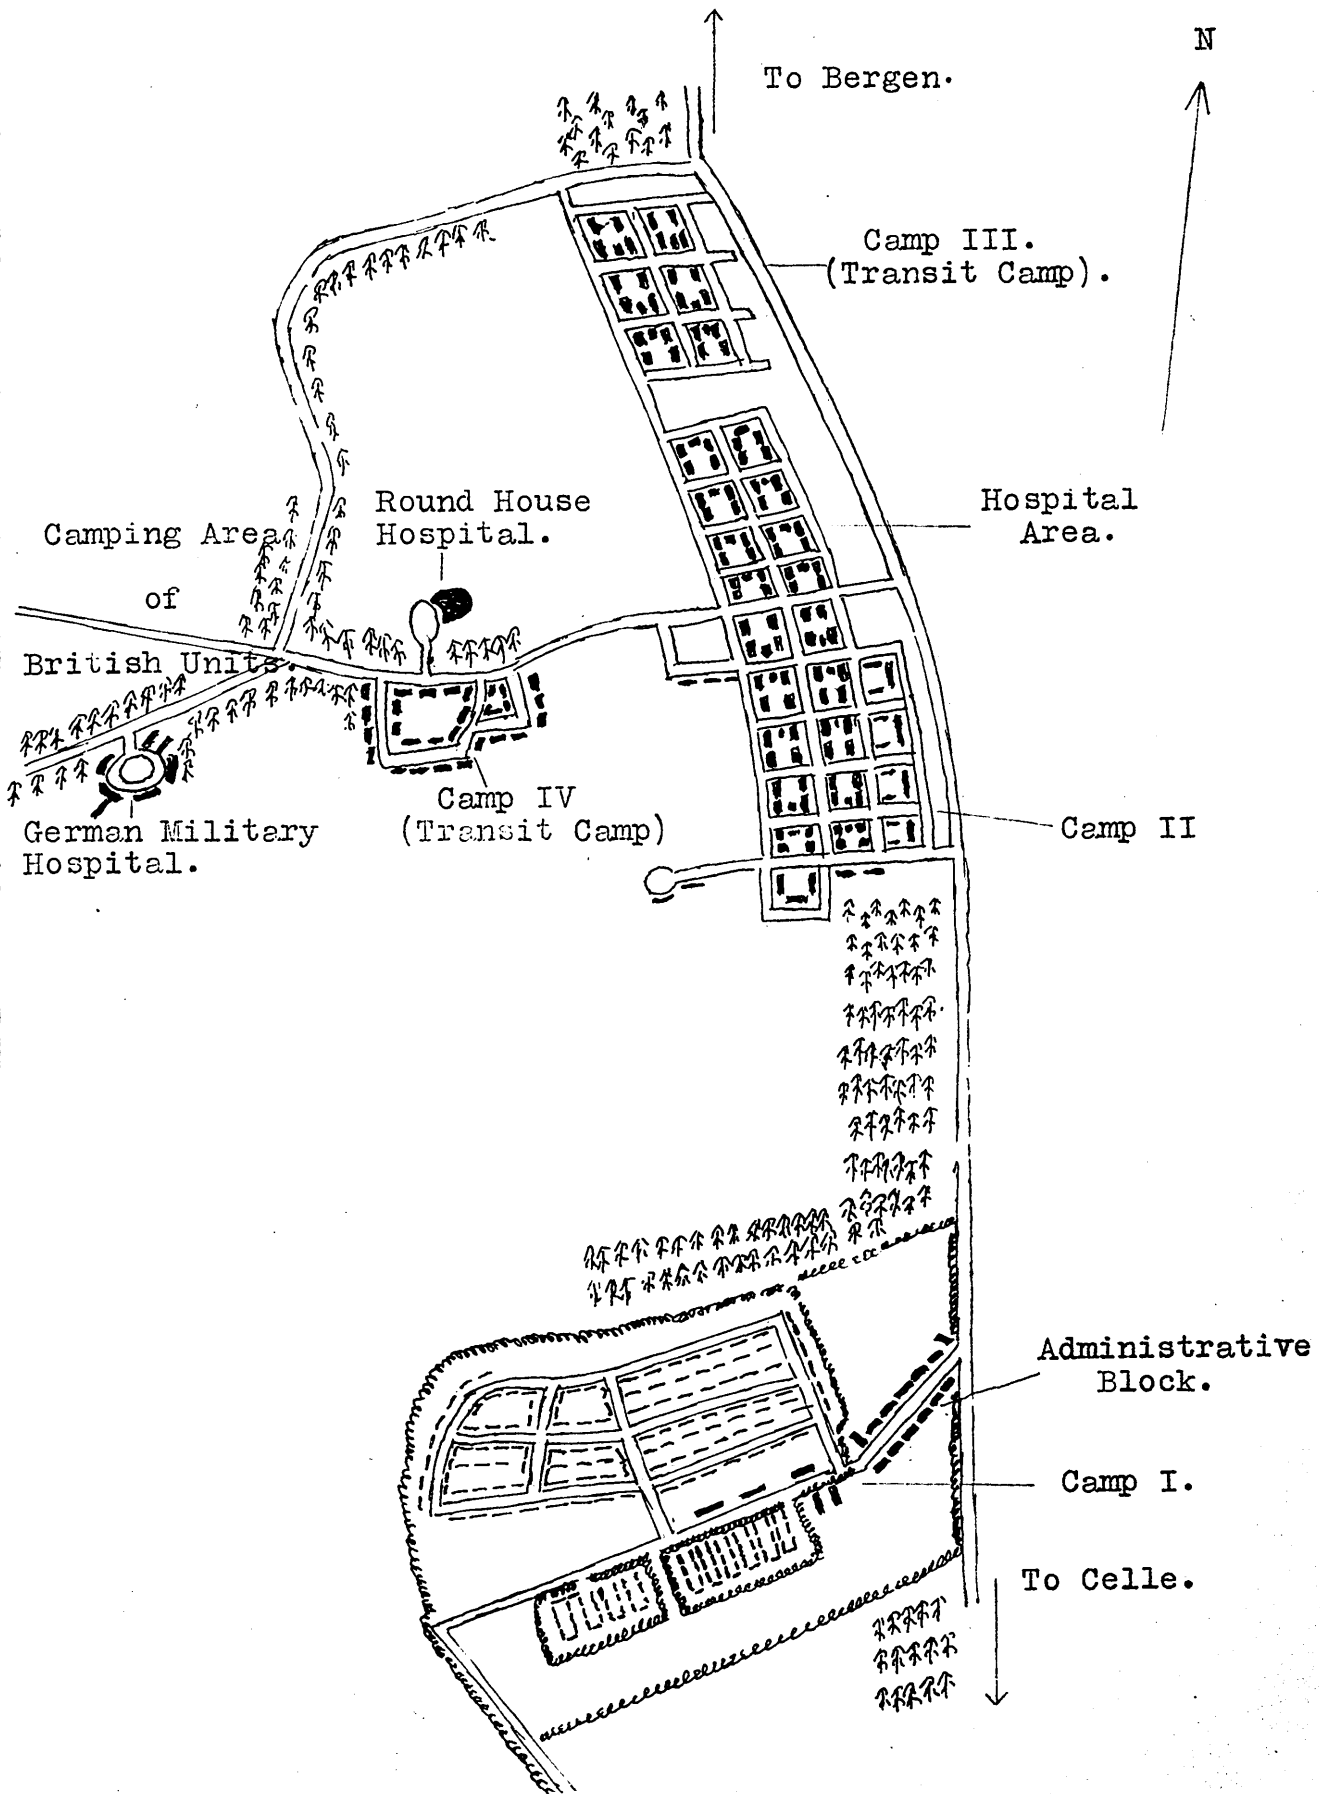 N
To Bergen.
Camp III.
(Transit Camp).
Round House
Hospital.
Hospital
Area.
Camping Area
of
British Units.
Camp IV
(Transit Camp)
German Military
Hospital.
Camp II
Administrative
Block.
Camp I.
To Celle.